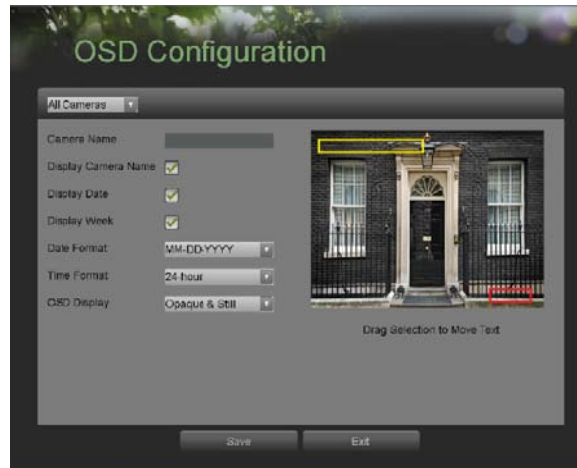 OSD Configuration
All Cameras
Camera Name
Display Camera Name
Display Date
Display Week
Date Format MM-DD-YYYY
Time Format 24-hour
OSD Display Opaque & Still
Drag Selection to Move Text
Save Exit